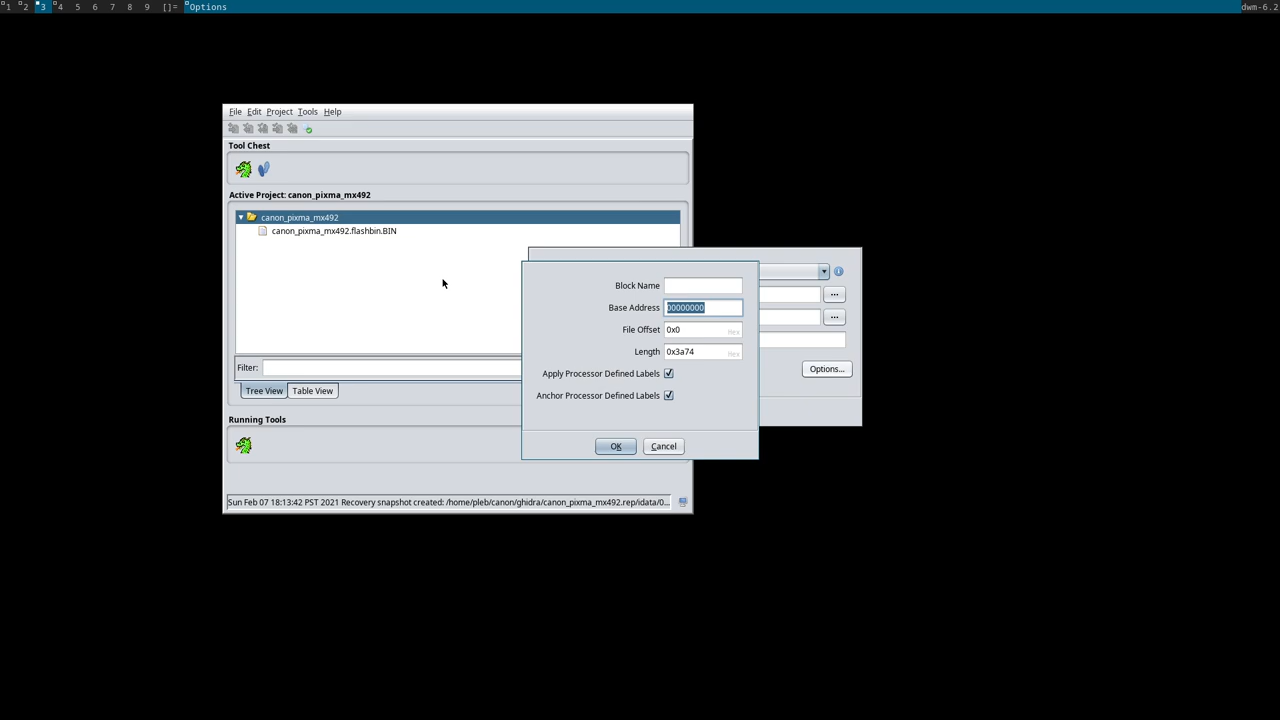 1 2 3 4 5 6 7 8 9 []= Options dwm-6.2
File Edit Project Tools Help
Tool Chest
Active Project: canon_pixma_mx492
canon_pixma_mx492
canon_pixma_mx492.flashbin.BIN
Filter:
Tree View Table View
Running Tools
Sun Feb 07 18:13:42 PST 2021 Recovery snapshot created: /home/pleb/canon/ghidra/canon_pixma_mx492.rep/idata/0...
Block Name
Base Address 00000000
File Offset 0x0 Hex
Length 0x3a74 Hex
Apply Processor Defined Labels
Anchor Processor Defined Labels
OK Cancel
...
...
Options...